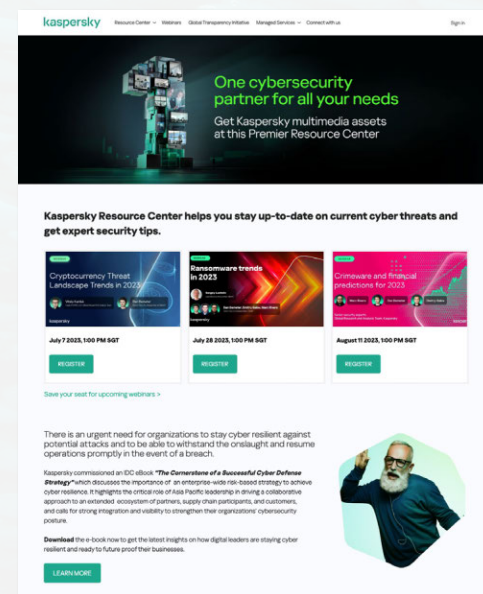 kaspersky
Resource Center
Webinars
Global Transparency Initiative
Managed Services
Connect with us
Sign In
One cybersecurity
partner for all your needs
Get Kaspersky multimedia assets
at this Premier Resource Center
Kaspersky Resource Center helps you stay up-to-date on current cyber threats and
get expert security tips.
Cryptocurrency Threat
Landscape Trends in 2023
kaspersky
July 7 2023, 1:00 PM SGT
REGISTER
Ransomware trends
in 2023
kaspersky
July 28 2023, 1:00 PM SGT
REGISTER
Crimeware and financial
predictions for 2023
August 11 2023, 1:00 PM SGT
REGISTER
Save your seat for upcoming webinars >
There is an urgent need for organizations to stay cyber resilient against
potential attacks and to be able to withstand the onslaught and resume
operations promptly in the event of a breach.
Kaspersky commissioned an IDC eBook "The Cornerstone of a Successful Cyber Defense
Strategy" which discusses the importance of an enterprise-wide risk-based strategy to achieve
cyber resilience. It highlights the critical role of Asia Pacific leadership in driving a collaborative
approach to an extended ecosystem of partners, supply chain participants, and customers,
and calls for strong integration and visibility to strengthen their organizations' cybersecurity
posture.
Download the e-book now to get the latest insights on how digital leaders are staying cyber
resilient and ready to future proof their businesses.
LEARN MORE